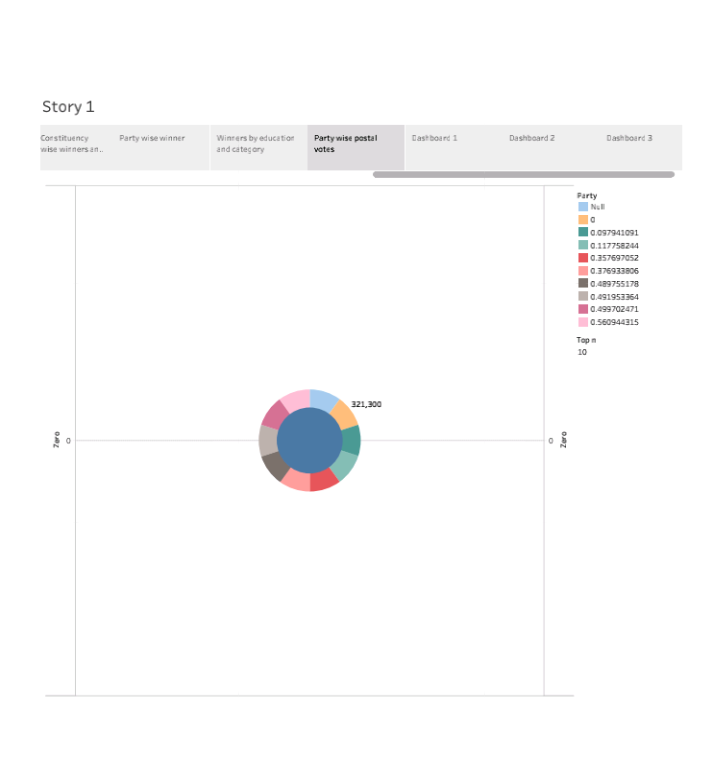 Story 1
Constituency
wise winners an..
Party wise winner
Winners by education
and category
Party wise postal
votes
Dashboard 1
Dashboard 2
Dashboard 3
Party
Null
0
0.097941091
0.117758244
0.357697052
0.376933806
0.489755178
0.491953364
0.499702471
0.560944315
Top n
10
321,300
Zero
0
0
Zero